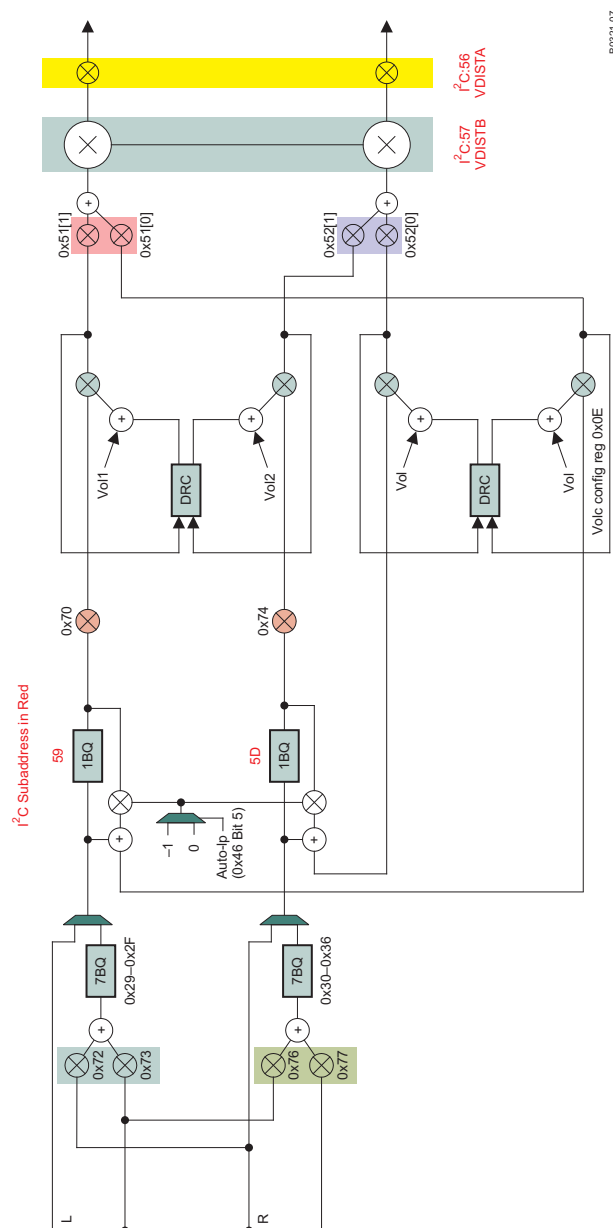 I²C Subaddress in Red
L
R
0x72
0x73
0x76
0x77
+
+
7BQ
0x29–0x2F
7BQ
0x30–0x36
+
+
–1
0
Auto-lp
(0x46 Bit 5)
59
1BQ
5D
1BQ
0x70
0x74
Vol1
+
DRC
Vol2
+
Vol
+
DRC
Vol
+
Volc config reg 0x0E
0x51[1]
0x51[0]
+
0x52[1]
0x52[0]
+
I²C:57
VDISTB
I²C:56
VDISTA